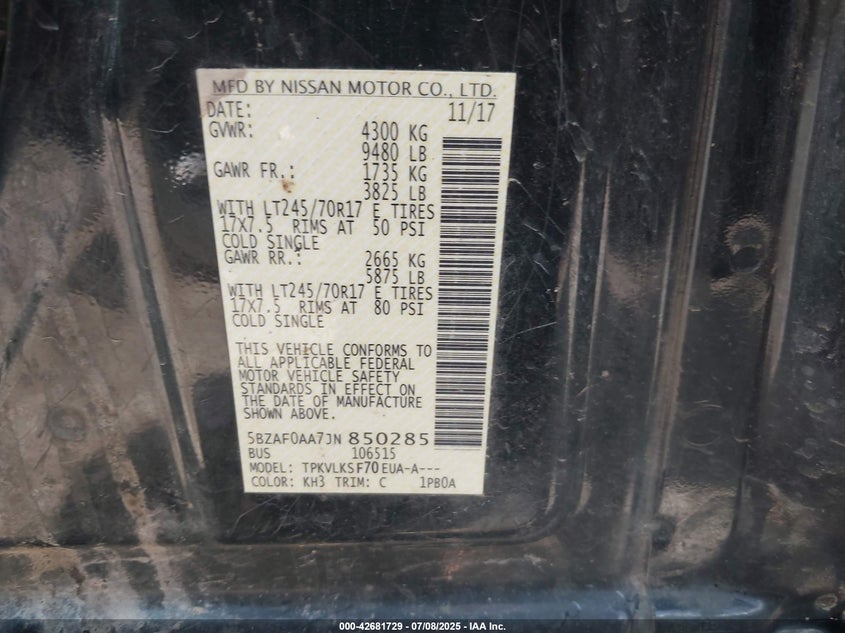 MFD BY NISSAN MOTOR CO., LTD.
DATE: 11/17
GVWR: 4300 KG
9480 LB
GAWR FR.: 1735 KG
3825 LB
WITH LT245/70R17 E TIRES
17X7.5 RIMS AT 50 PSI
COLD SINGLE
GAWR RR.: 2665 KG
5875 LB
WITH LT245/70R17 E TIRES
17X7.5 RIMS AT 80 PSI
COLD SINGLE
THIS VEHICLE CONFORMS TO
ALL APPLICABLE FEDERAL
MOTOR VEHICLE SAFETY
STANDARDS IN EFFECT ON
THE DATE OF MANUFACTURE
SHOWN ABOVE.
5BZAF0AA7JN850285
BUS 106515
MODEL: TPKVLKSF70EUA-A---
COLOR: KH3 TRIM: C 1PB0A
000-42681729 - 07/08/2025 - IAA Inc.